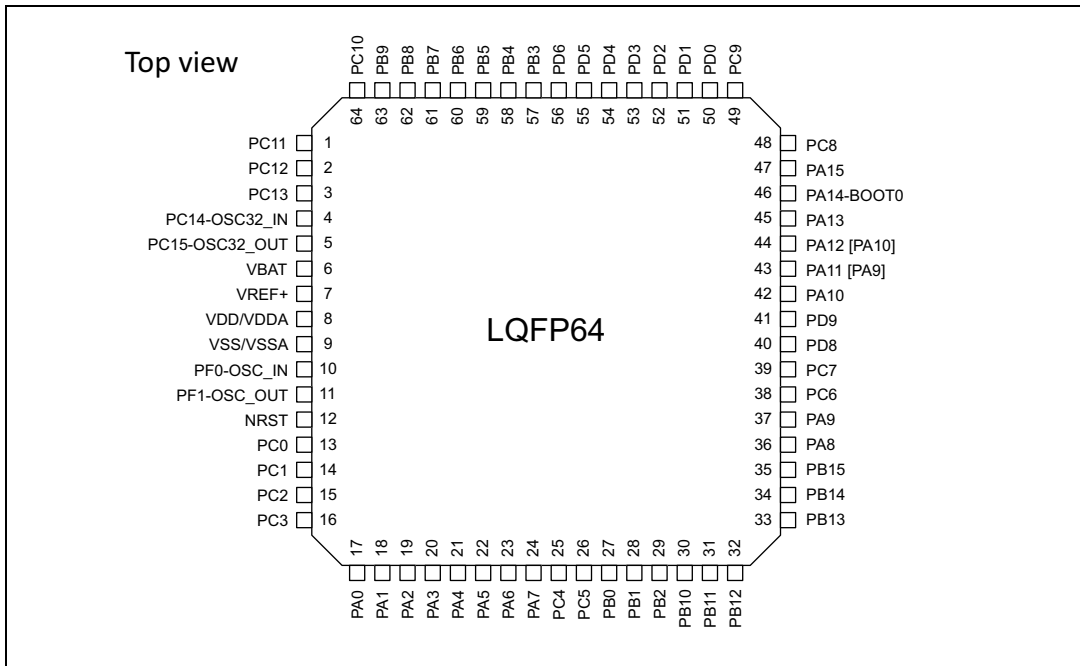 Top view
PC10
PB9
PB8
PB7
PB6
PB5
PB4
PB3
PD6
PD5
PD4
PD3
PD2
PD1
PD0
PC9
64
63
62
61
60
59
58
57
56
55
54
53
52
51
50
49
PC11 1
PC12 2
PC13 3
PC14-OSC32_IN 4
PC15-OSC32_OUT 5
VBAT 6
VREF+ 7
VDD/VDDA 8
VSS/VSSA 9
PF0-OSC_IN 10
PF1-OSC_OUT 11
NRST 12
PC0 13
PC1 14
PC2 15
PC3 16
LQFP64
48 PC8
47 PA15
46 PA14-BOOT0
45 PA13
44 PA12 [PA10]
43 PA11 [PA9]
42 PA10
41 PD9
40 PD8
39 PC7
38 PC6
37 PA9
36 PA8
35 PB15
34 PB14
33 PB13
17
18
19
20
21
22
23
24
25
26
27
28
29
30
31
32
PA0
PA1
PA2
PA3
PA4
PA5
PA6
PA7
PC4
PC5
PB0
PB1
PB2
PB10
PB11
PB12